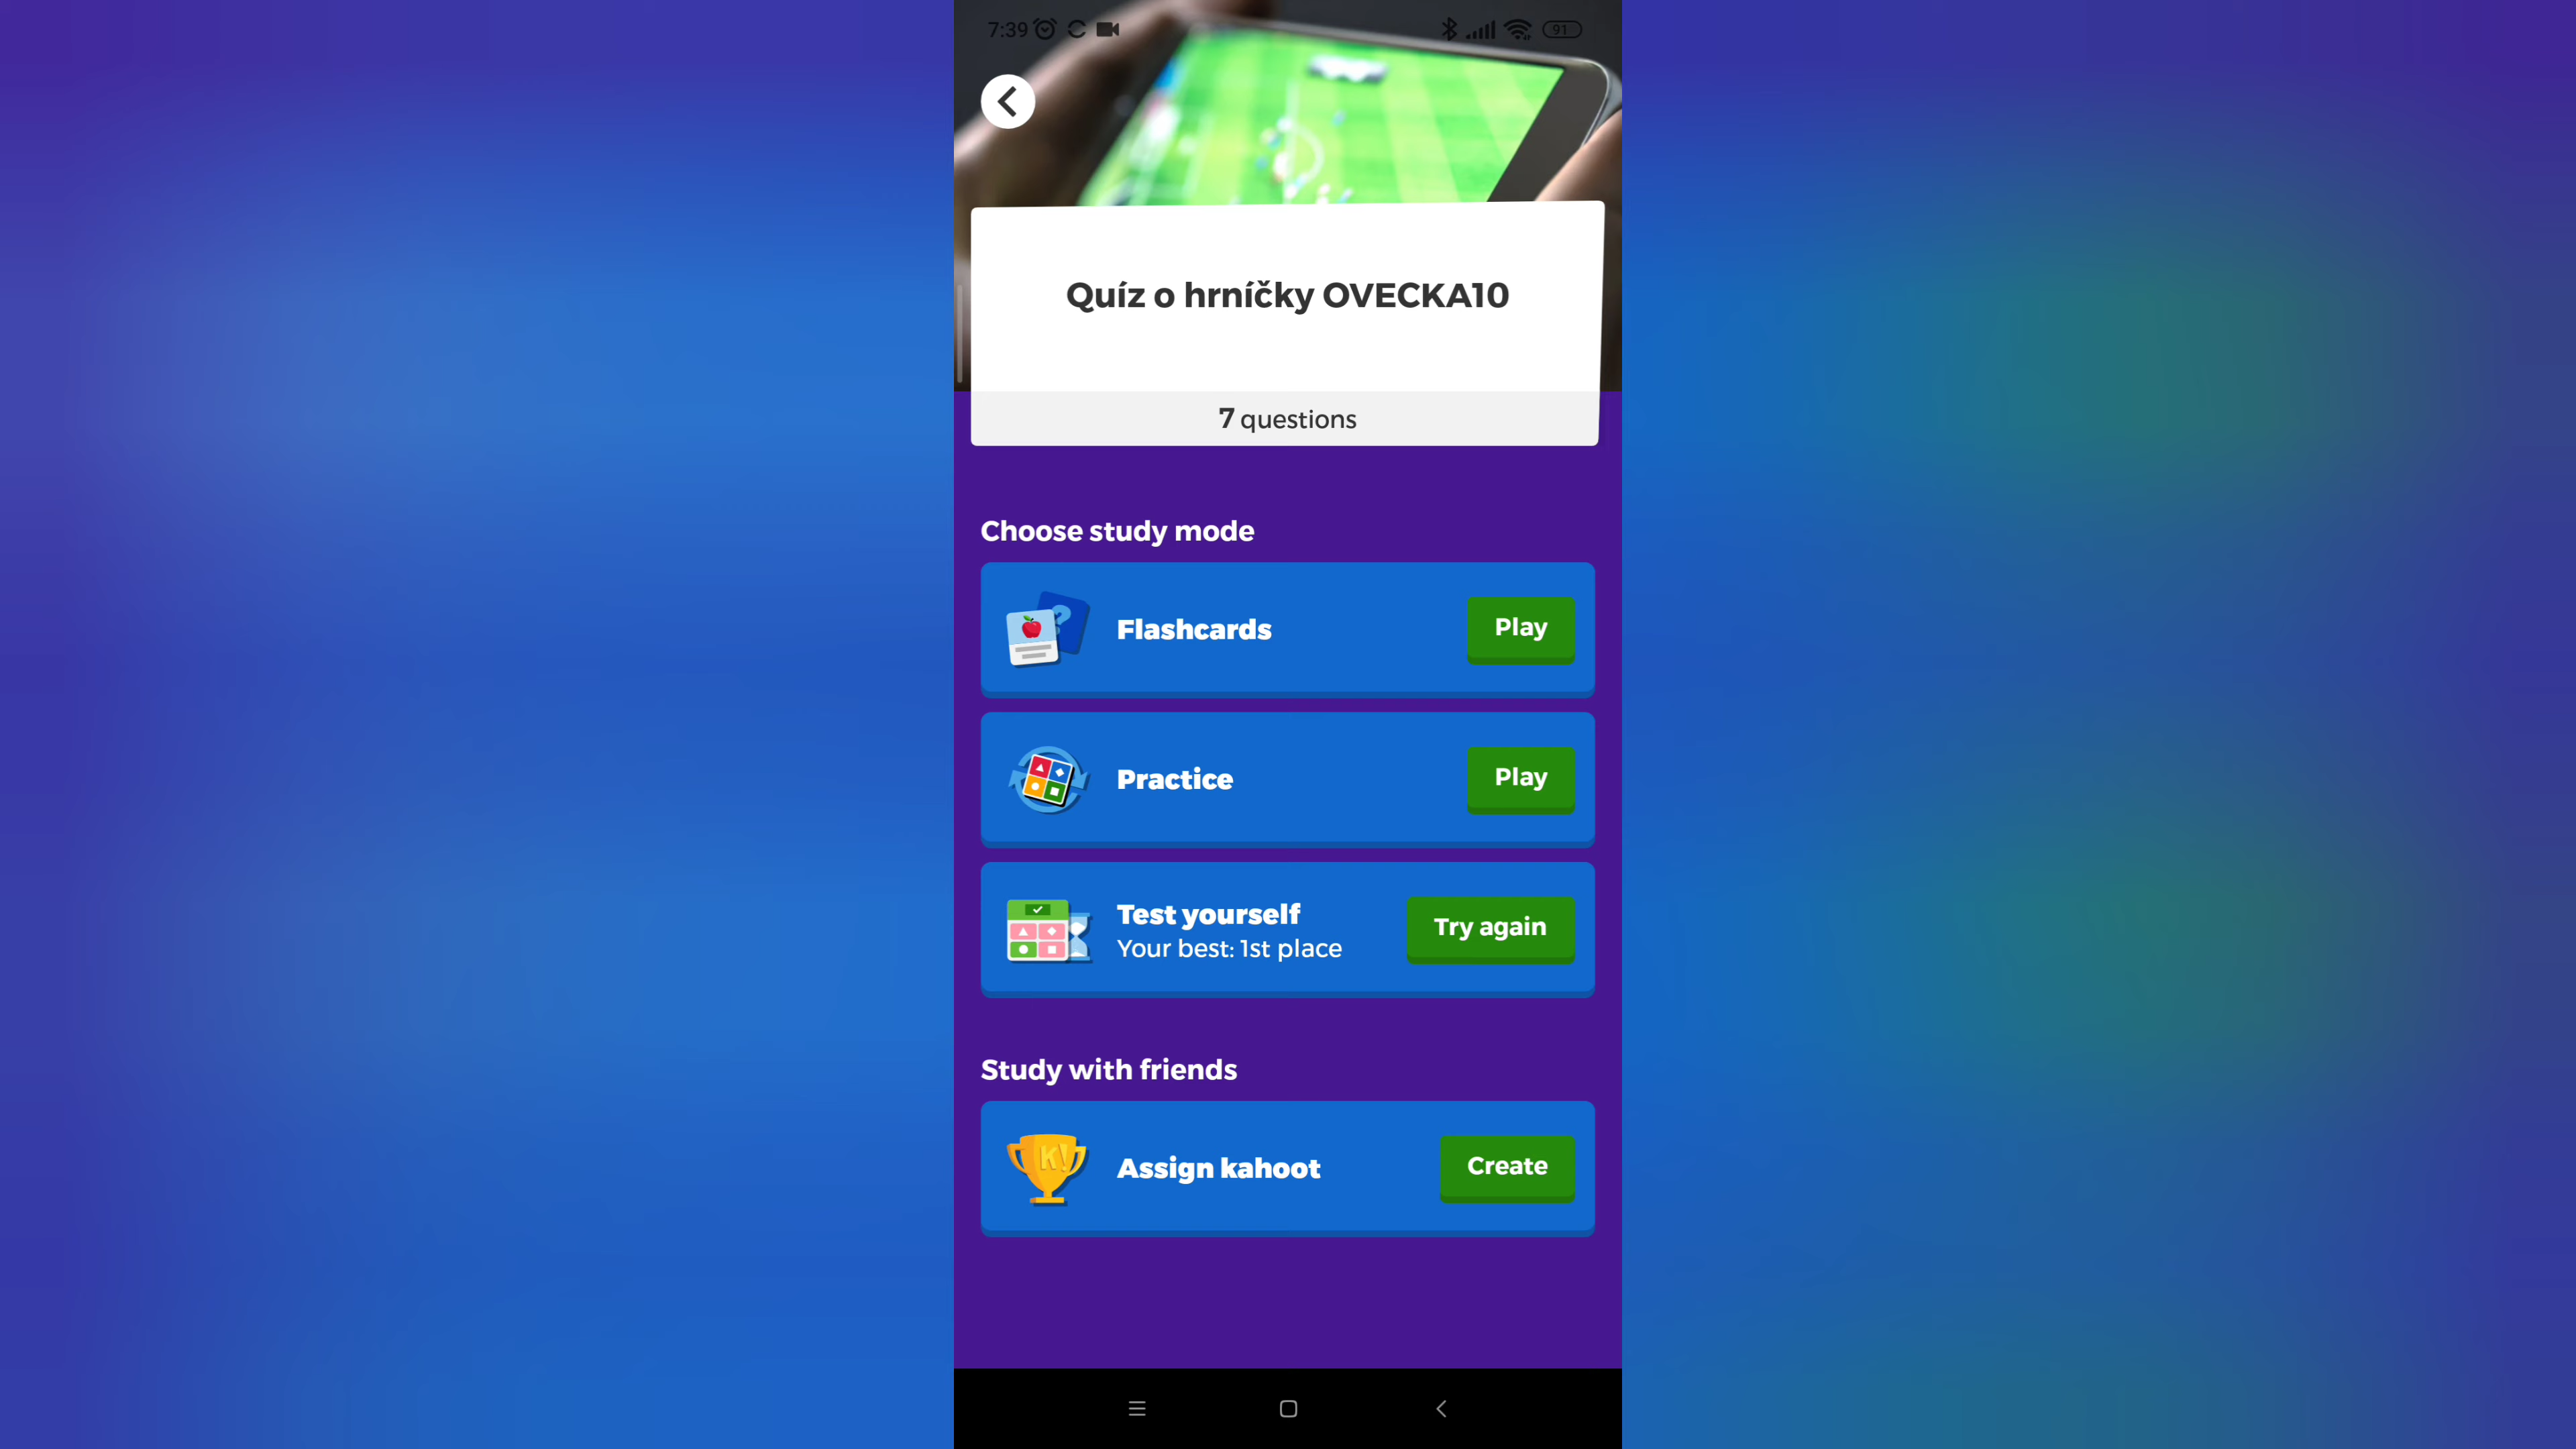 7:39
91
Quíz o hrníčky OVECKA10
7 questions
Choose study mode
Flashcards
Play
Practice
Play
Test yourself
Your best: 1st place
Try again
Study with friends
K!
Assign kahoot
Create